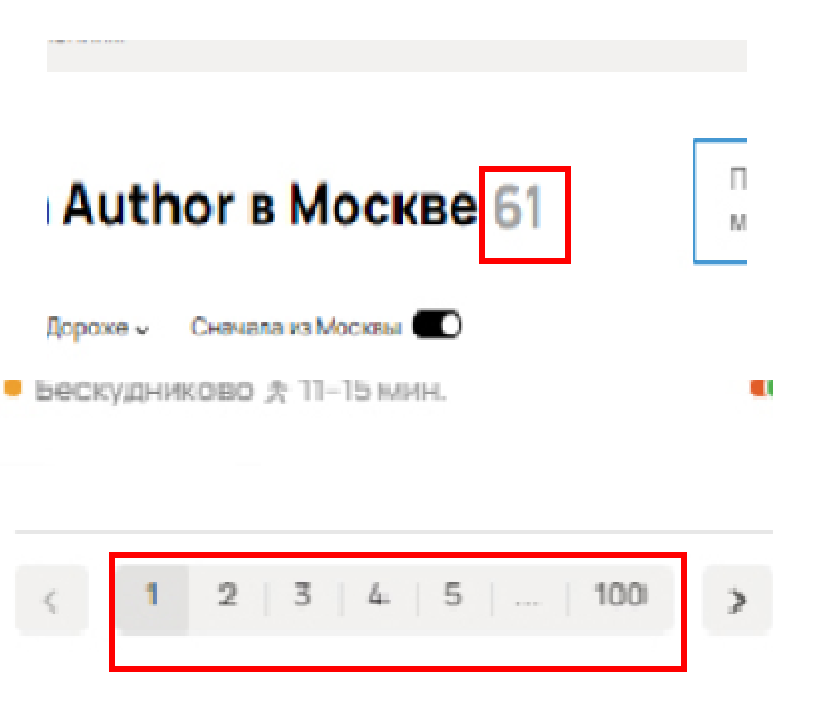 Author в Москве 61
П
м
Дороже Сначала из Москвы
Бескудниково 11–15 мин.
1 2 3 4 5 ... 100